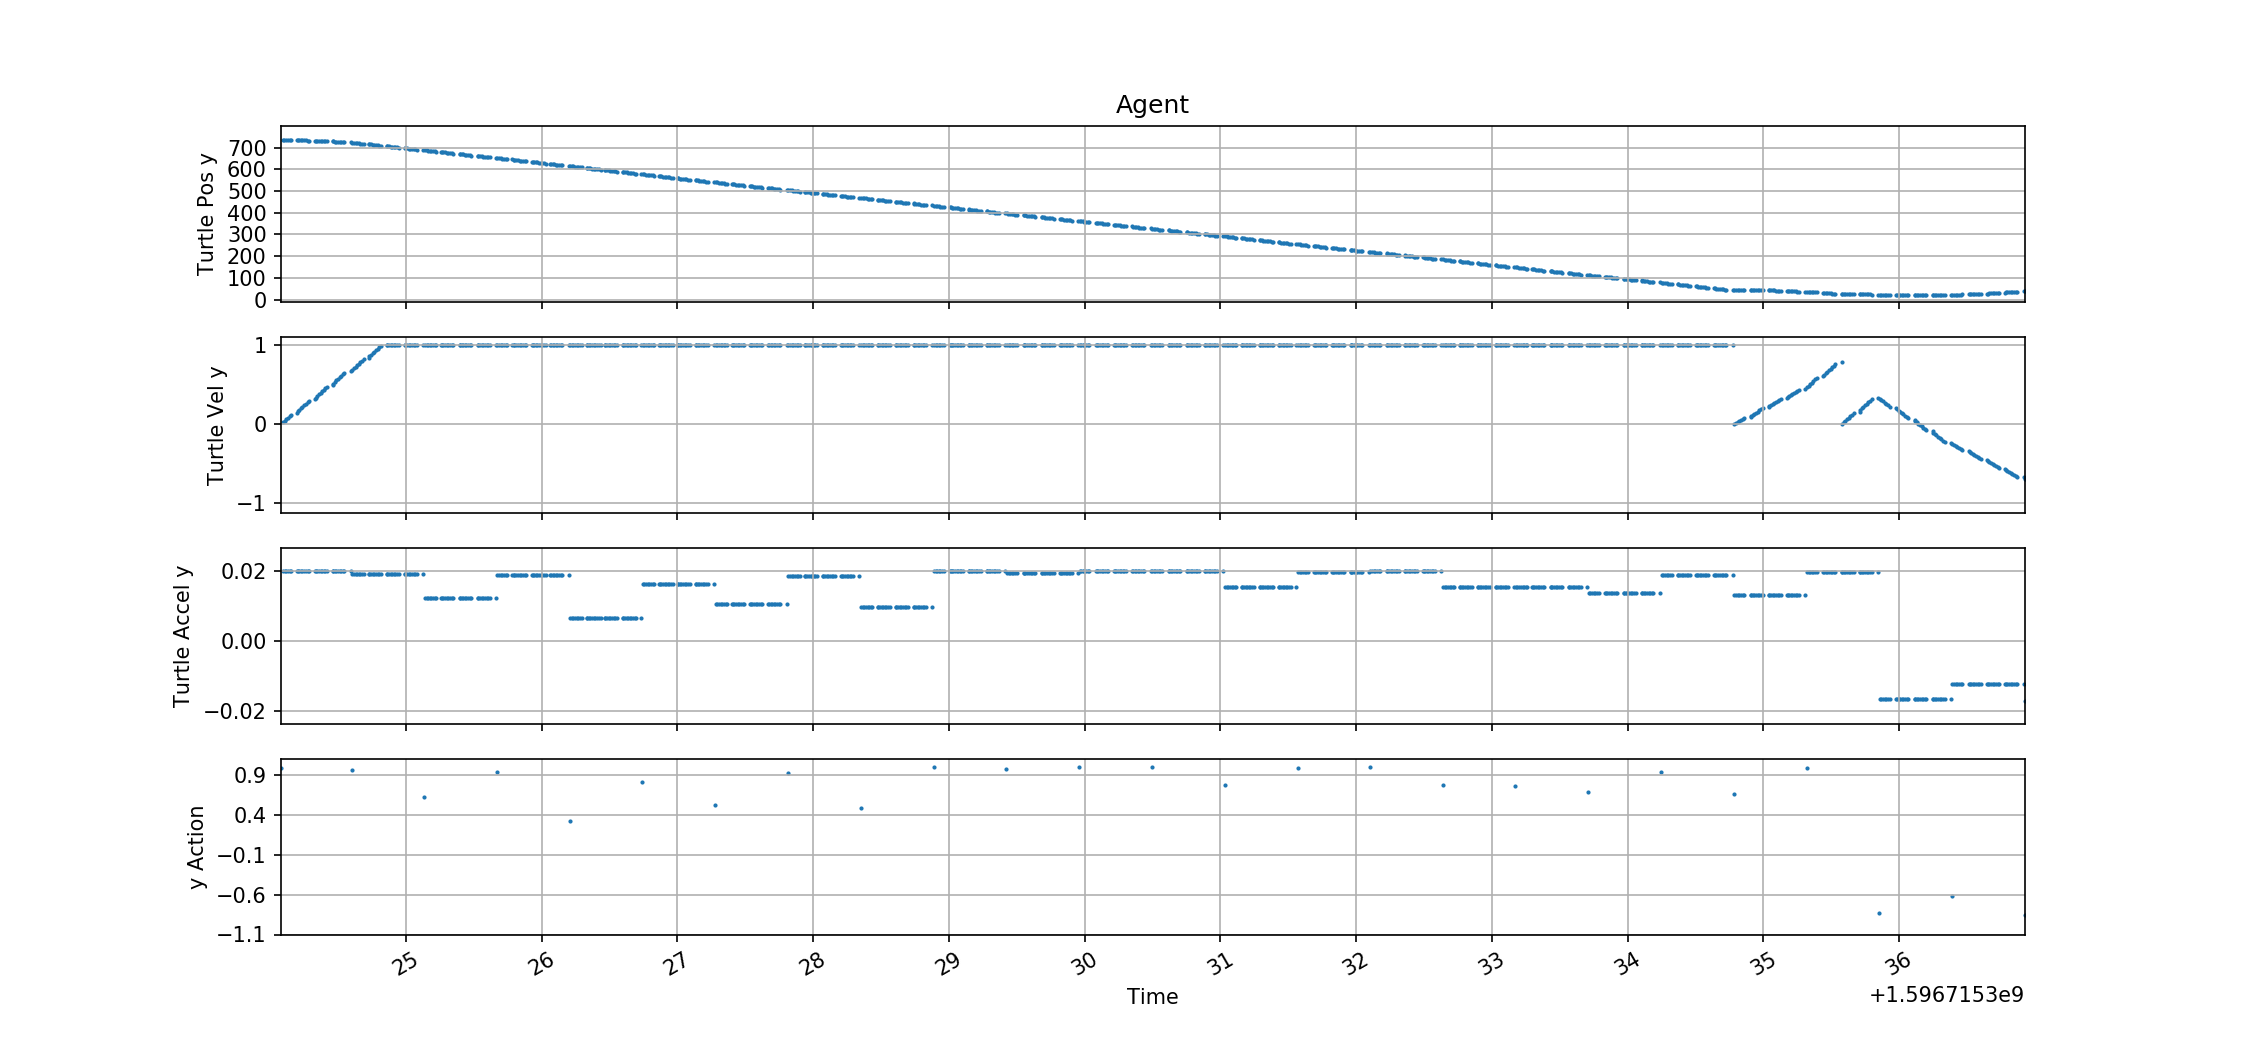 Agent
Turtle Pos y
700
600
500
400
300
200
100
0
Turtle Vel y
1
0
−1
Turtle Accel y
0.02
0.00
−0.02
y Action
0.9
0.4
−0.1
−0.6
−1.1
25 26 27 28 29 30 31 32 33 34 35 36
Time
+1.5967153e9